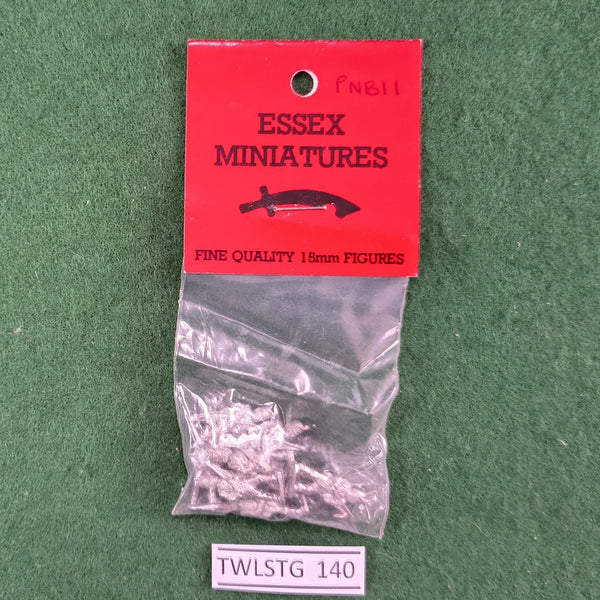 PNB11
ESSEX
MINIATURES
FINE QUALITY 15mm FIGURES
TWLSTG 140